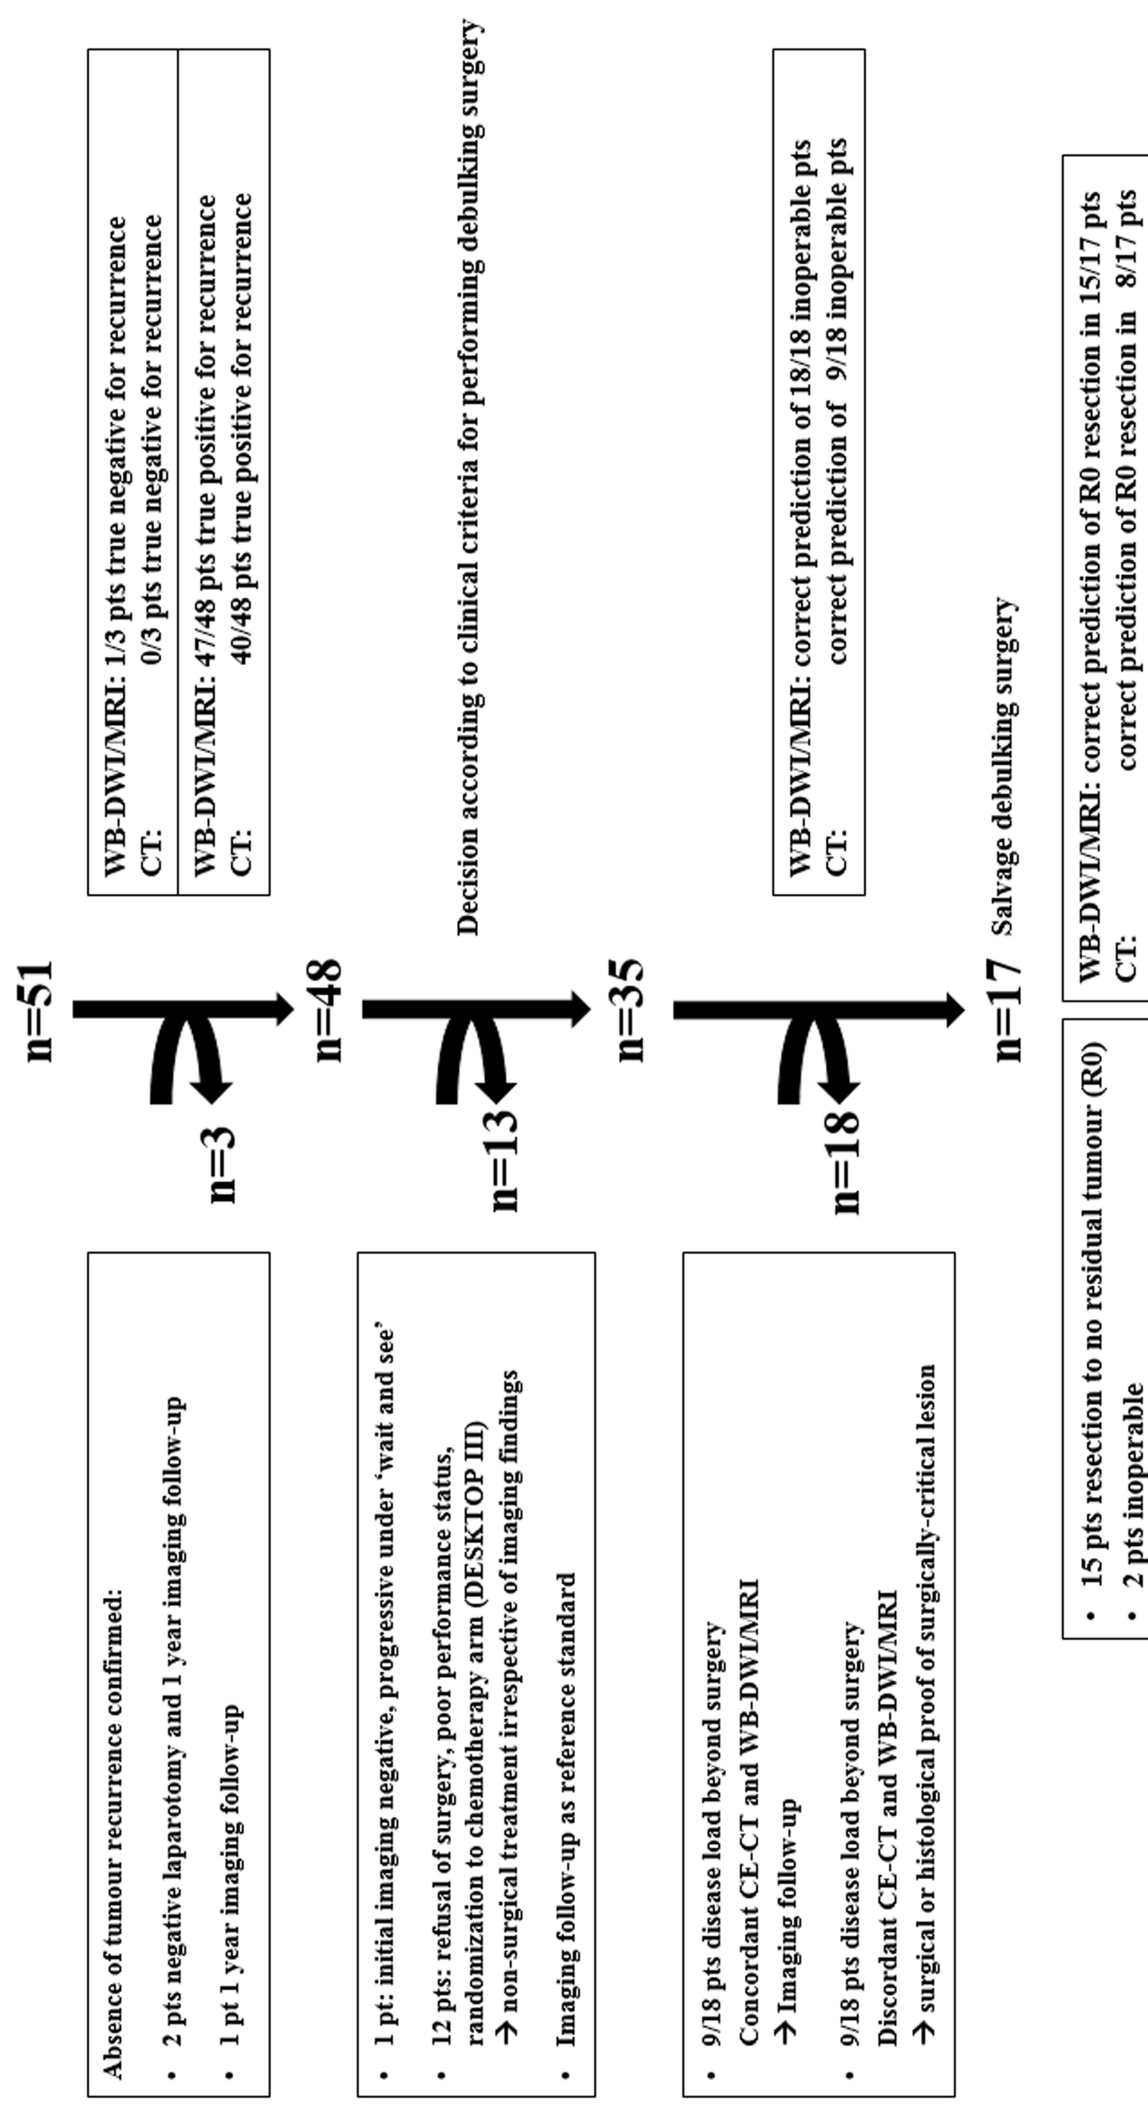 n=51
Absence of tumour recurrence confirmed:
• 2 pts negative laparotomy and 1 year imaging follow-up
• 1 pt 1 year imaging follow-up
n=3
WB-DWI/MRI: 1/3 pts true negative for recurrence
CT: 0/3 pts true negative for recurrence
WB-DWI/MRI: 47/48 pts true positive for recurrence
CT: 40/48 pts true positive for recurrence
n=48
• 1 pt: initial imaging negative, progressive under ‘wait and see’
• 12 pts: refusal of surgery, poor performance status,
randomization to chemotherapy arm (DESKTOP III)
→ non-surgical treatment irrespective of imaging findings
• Imaging follow-up as reference standard
n=13
Decision according to clinical criteria for performing debulking surgery
n=35
• 9/18 pts disease load beyond surgery
Concordant CE-CT and WB-DWI/MRI
→ Imaging follow-up
• 9/18 pts disease load beyond surgery
Discordant CE-CT and WB-DWI/MRI
→ surgical or histological proof of surgically-critical lesion
n=18
WB-DWI/MRI: correct prediction of 18/18 inoperable pts
CT: correct prediction of 9/18 inoperable pts
n=17 Salvage debulking surgery
• 15 pts resection to no residual tumour (R0)
• 2 pts inoperable
WB-DWI/MRI: correct prediction of R0 resection in 15/17 pts
CT: correct prediction of R0 resection in 8/17 pts